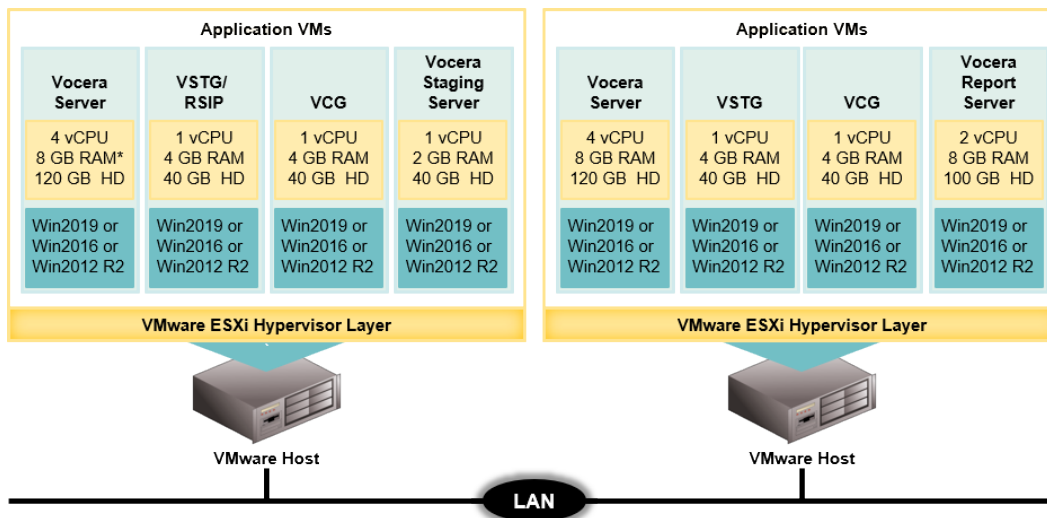 Application VMs
Vocera
Server
4 vCPU
8 GB RAM*
120 GB HD
Win2019 or
Win2016 or
Win2012 R2
VSTG/
RSIP
1 vCPU
4 GB RAM
40 GB HD
Win2019 or
Win2016 or
Win2012 R2
VCG
1 vCPU
4 GB RAM
40 GB HD
Win2019 or
Win2016 or
Win2012 R2
Vocera
Staging
Server
1 vCPU
2 GB RAM
40 GB HD
Win2019 or
Win2016 or
Win2012 R2
VMware ESXi Hypervisor Layer
VMware Host
Application VMs
Vocera
Server
4 vCPU
8 GB RAM
120 GB HD
Win2019 or
Win2016 or
Win2012 R2
VSTG
1 vCPU
4 GB RAM
40 GB HD
Win2019 or
Win2016 or
Win2012 R2
VCG
1 vCPU
4 GB RAM
40 GB HD
Win2019 or
Win2016 or
Win2012 R2
Vocera
Report
Server
2 vCPU
8 GB RAM
100 GB HD
Win2019 or
Win2016 or
Win2012 R2
VMware ESXi Hypervisor Layer
VMware Host
LAN